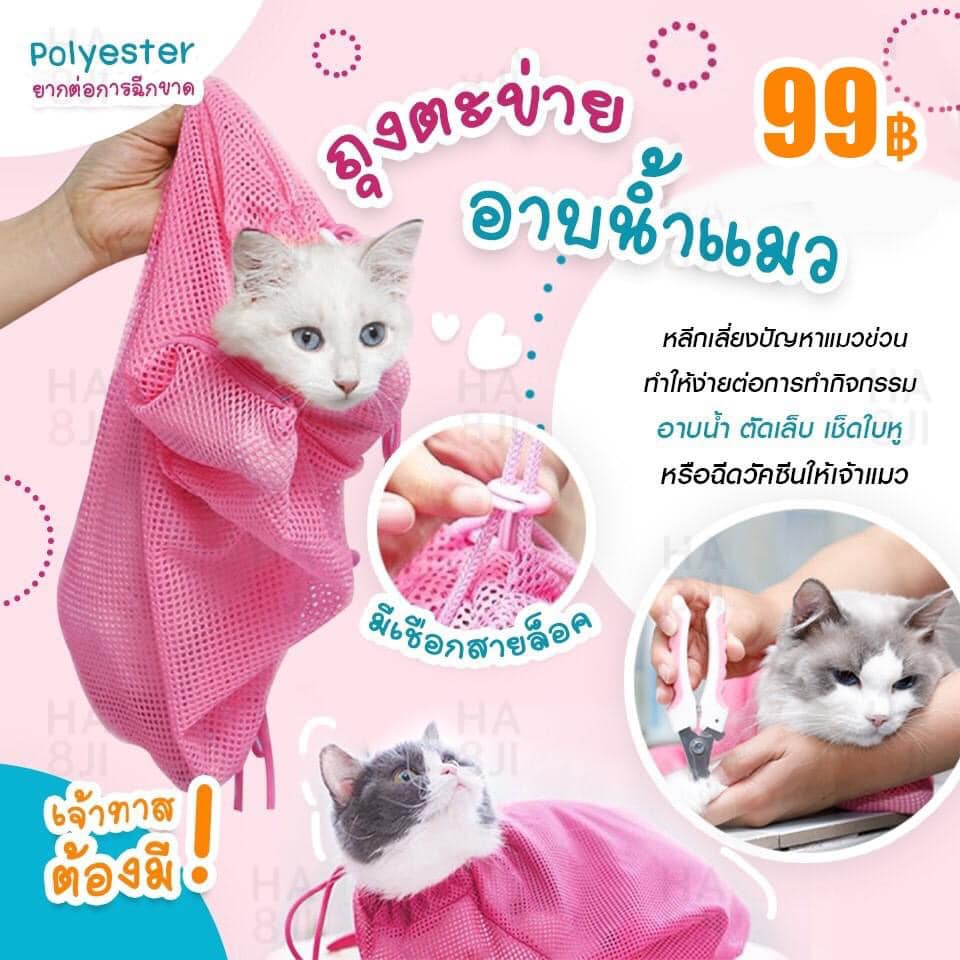 Polyester
ยากต่อการฉีกขาด
ถุงตะข่าย
อาบน้ำแมว
99฿
หลีกเลี่ยงปัญหาแมวข่วน
ทำให้ง่ายต่อการทำกิจกรรม
อาบน้ำ ตัดเล็บ เช็ดใบหู
หรือฉีดวัคซีนให้เจ้าแมว
มีเชือกสายล็อค
เจ้าทาส
ต้องมี!
HA
8JI